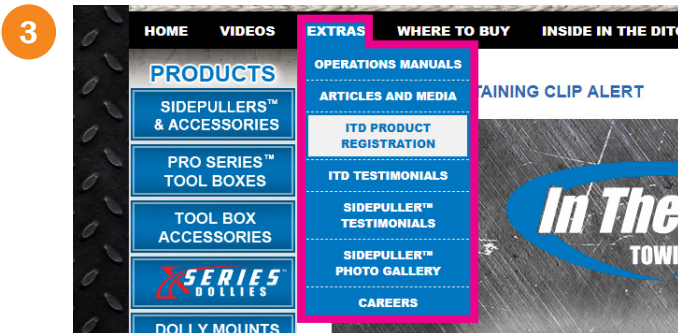 3
HOME VIDEOS EXTRAS WHERE TO BUY INSIDE IN THE DITC
PRODUCTS
SIDEPULLERS™
& ACCESSORIES
PRO SERIES™
TOOL BOXES
TOOL BOX
ACCESSORIES
X SERIES™
DOLLIES
DOLLY MOUNTS
OPERATIONS MANUALS
ARTICLES AND MEDIA
ITD PRODUCT
REGISTRATION
ITD TESTIMONIALS
SIDEPULLER™
TESTIMONIALS
SIDEPULLER™
PHOTO GALLERY
CAREERS
TAINING CLIP ALERT
In The
TOWI